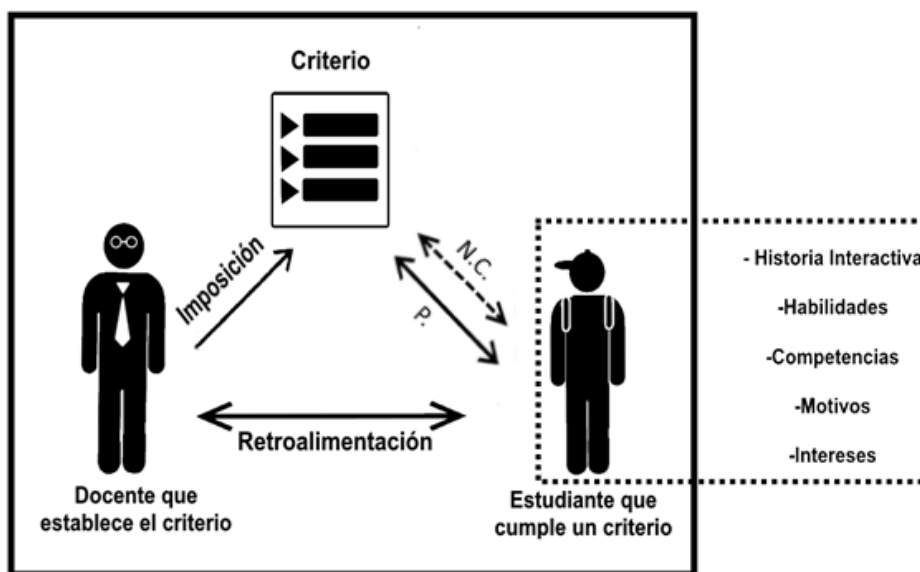 Criterio
Imposición
N.C.
P.
Retroalimentación
Docente que
establece el criterio
Estudiante que
cumple un criterio
- Historia Interactiva
-Habilidades
-Competencias
-Motivos
-Intereses